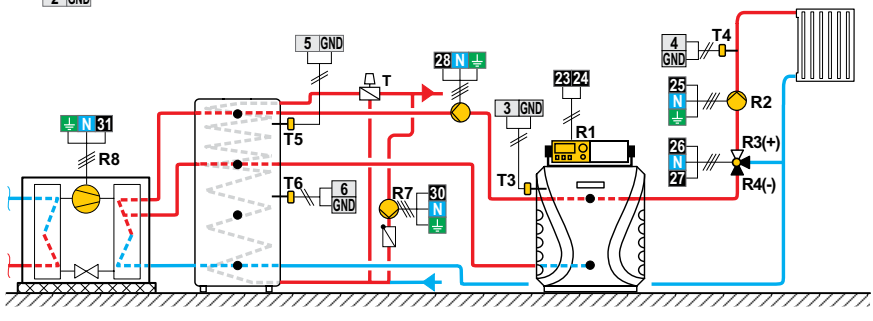 2 GND
5 GND
T
28 N
4
GND
T4
23 24
3 GND
25
N
R2
N 31
R8
T5
R1
26
N
27
R3(+)
R4(-)
T6
6
GND
R7
30
N
T3